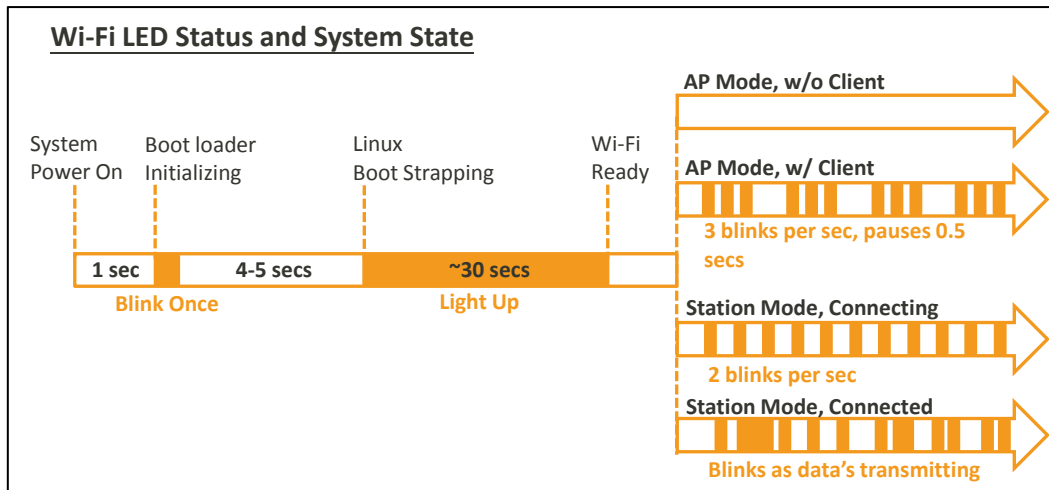 Wi-Fi LED Status and System State
System
Power On
Boot loader
Initializing
Linux
Boot Strapping
Wi-Fi
Ready
1 sec
4-5 secs
~30 secs
Blink Once
Light Up
AP Mode, w/o Client
AP Mode, w/ Client
3 blinks per sec, pauses 0.5
secs
Station Mode, Connecting
2 blinks per sec
Station Mode, Connected
Blinks as data's transmitting